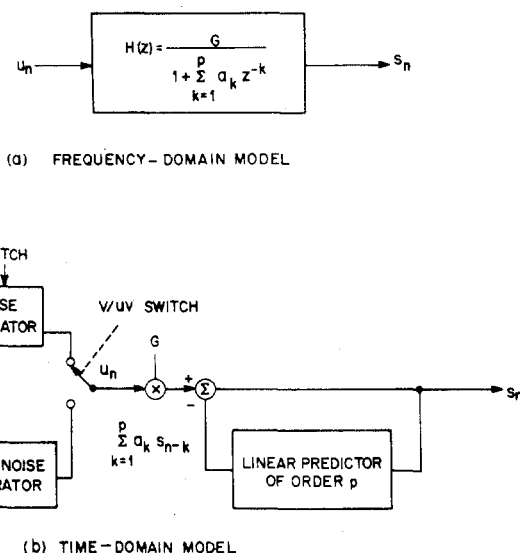 H(z) = G / (1 + Σ_{k=1}^{p} a_k z^{-k})
u_n
s_n
(a) FREQUENCY-DOMAIN MODEL
TCH
SE
ATOR
V/UV SWITCH
G
u_n
×
+
Σ
−
s_n
Σ_{k=1}^{p} a_k s_{n-k}
LINEAR PREDICTOR
OF ORDER p
NOISE
RATOR
(b) TIME-DOMAIN MODEL